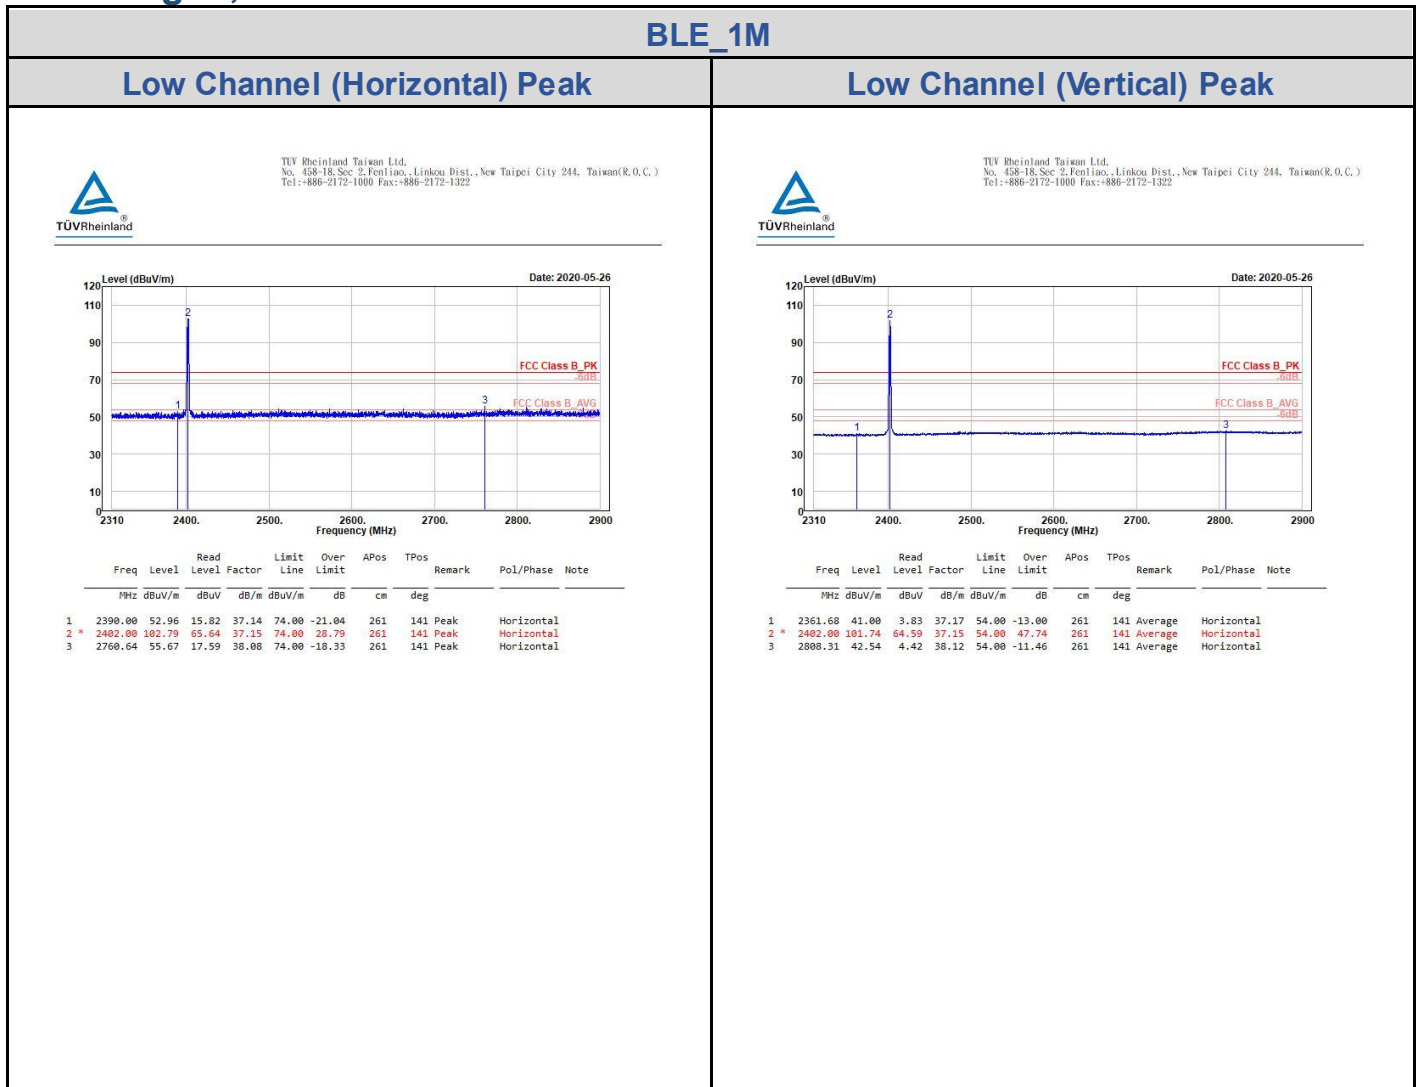 BLE_1M
Low Channel (Horizontal) Peak
TUV Rheinland Taiwan Ltd.
No. 458-18.Sec 2.Fenliao.,Linkou Dist.,New Taipei City 244. Taiwan(R.O.C.)
Tel:+886-2172-1000 Fax:+886-2172-1322
TÜVRheinland®
Level (dBuV/m) Date: 2020-05-26
120
110
90
70
50
30
10
0
2
1
3
FCC Class B_PK
-6dB
FCC Class B_AVG
2310 2400. 2500. 2600. 2700. 2800. 2900
Frequency (MHz)
Read Limit Over APos TPos
Freq Level Level Factor Line Limit Remark Pol/Phase Note
MHz dBuV/m dBuV dB/m dBuV/m dB cm deg
1 2390.00 52.96 15.82 37.14 74.00 -21.04 261 141 Peak Horizontal
2 * 2402.00 102.79 65.64 37.15 74.00 28.79 261 141 Peak Horizontal
3 2760.64 55.67 17.59 38.08 74.00 -18.33 261 141 Peak Horizontal
Low Channel (Vertical) Peak
TUV Rheinland Taiwan Ltd.
No. 458-18.Sec 2.Fenliao.,Linkou Dist.,New Taipei City 244. Taiwan(R.O.C.)
Tel:+886-2172-1000 Fax:+886-2172-1322
TÜVRheinland®
Level (dBuV/m) Date: 2020-05-26
120
110
90
70
50
30
10
0
2
1
3
FCC Class B_PK
-6dB
FCC Class B_AVG
-6dB
2310 2400. 2500. 2600. 2700. 2800. 2900
Frequency (MHz)
Read Limit Over APos TPos
Freq Level Level Factor Line Limit Remark Pol/Phase Note
MHz dBuV/m dBuV dB/m dBuV/m dB cm deg
1 2361.68 41.00 3.83 37.17 54.00 -13.00 261 141 Average Horizontal
2 * 2402.00 101.74 64.59 37.15 54.00 47.74 261 141 Average Horizontal
3 2808.31 42.54 4.42 38.12 54.00 -11.46 261 141 Average Horizontal